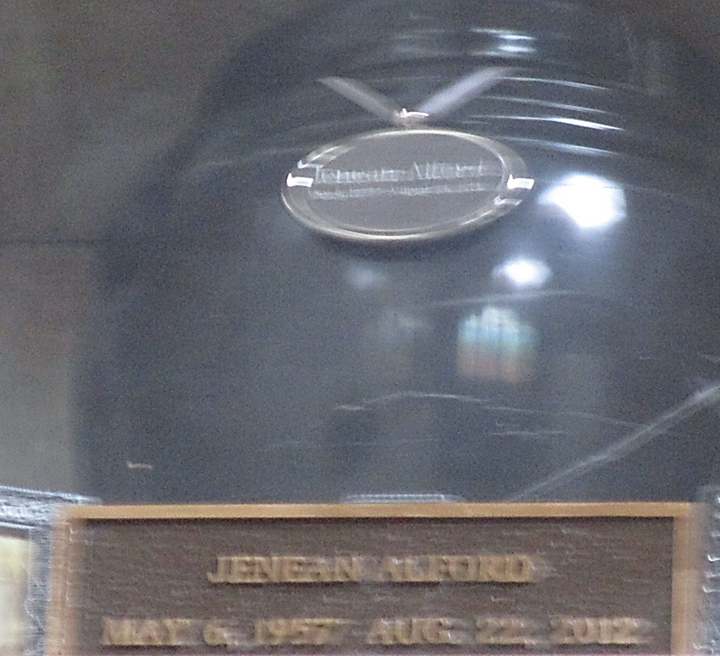 Jenean Alford
JENEAN ALFORD
MAY 6, 1957 AUG. 22, 2012